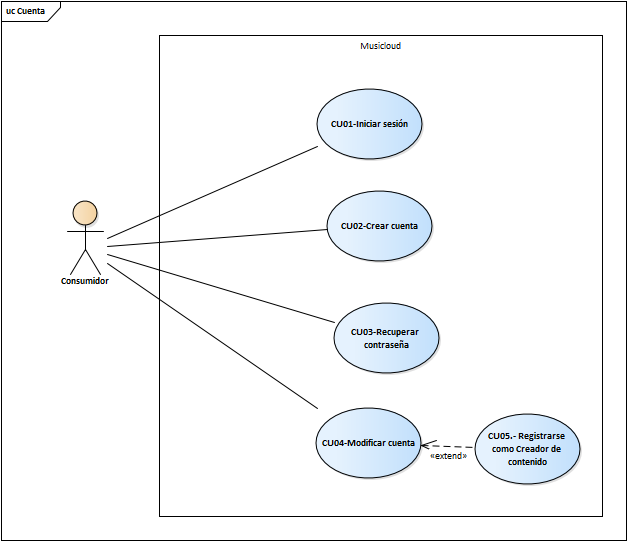 uc Cuenta
Musicloud
CU01-Iniciar sesión
CU02-Crear cuenta
Consumidor
CU03-Recuperar
contraseña
CU04-Modificar cuenta
«extend»
CU05.- Registrarse
como Creador de
contenido